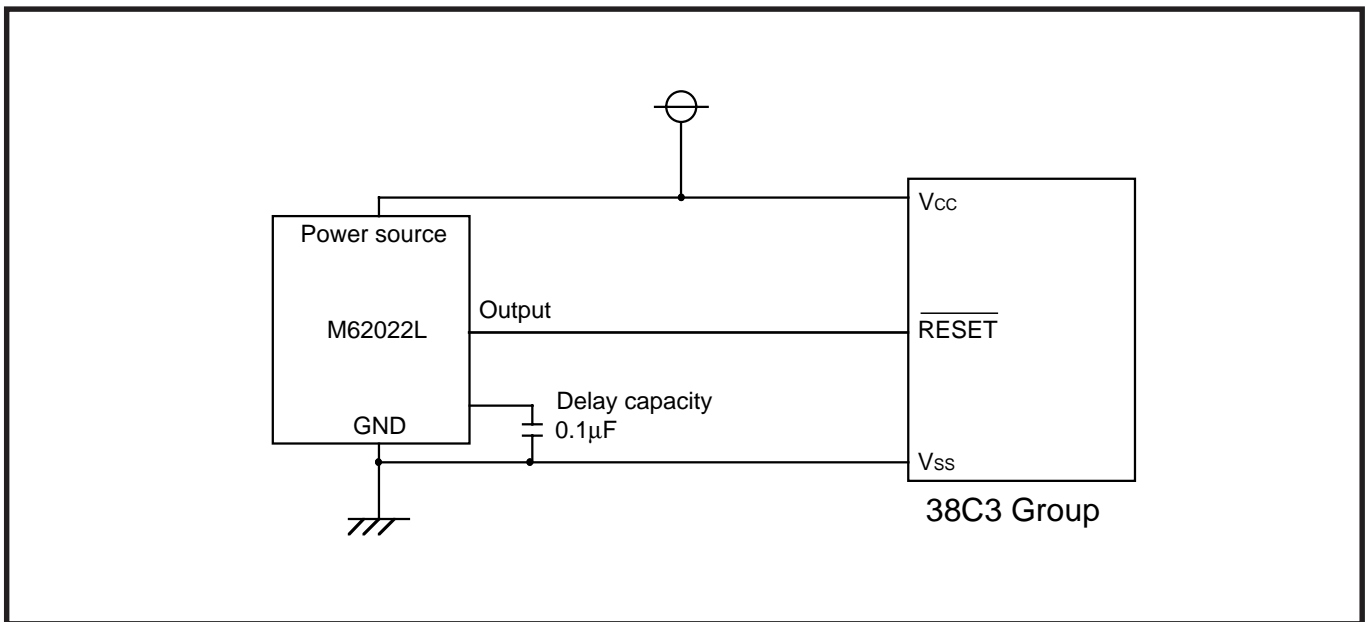 Vcc
Power source
Output
M62022L
RESET
Delay capacity
0.1μF
GND
Vss
38C3 Group